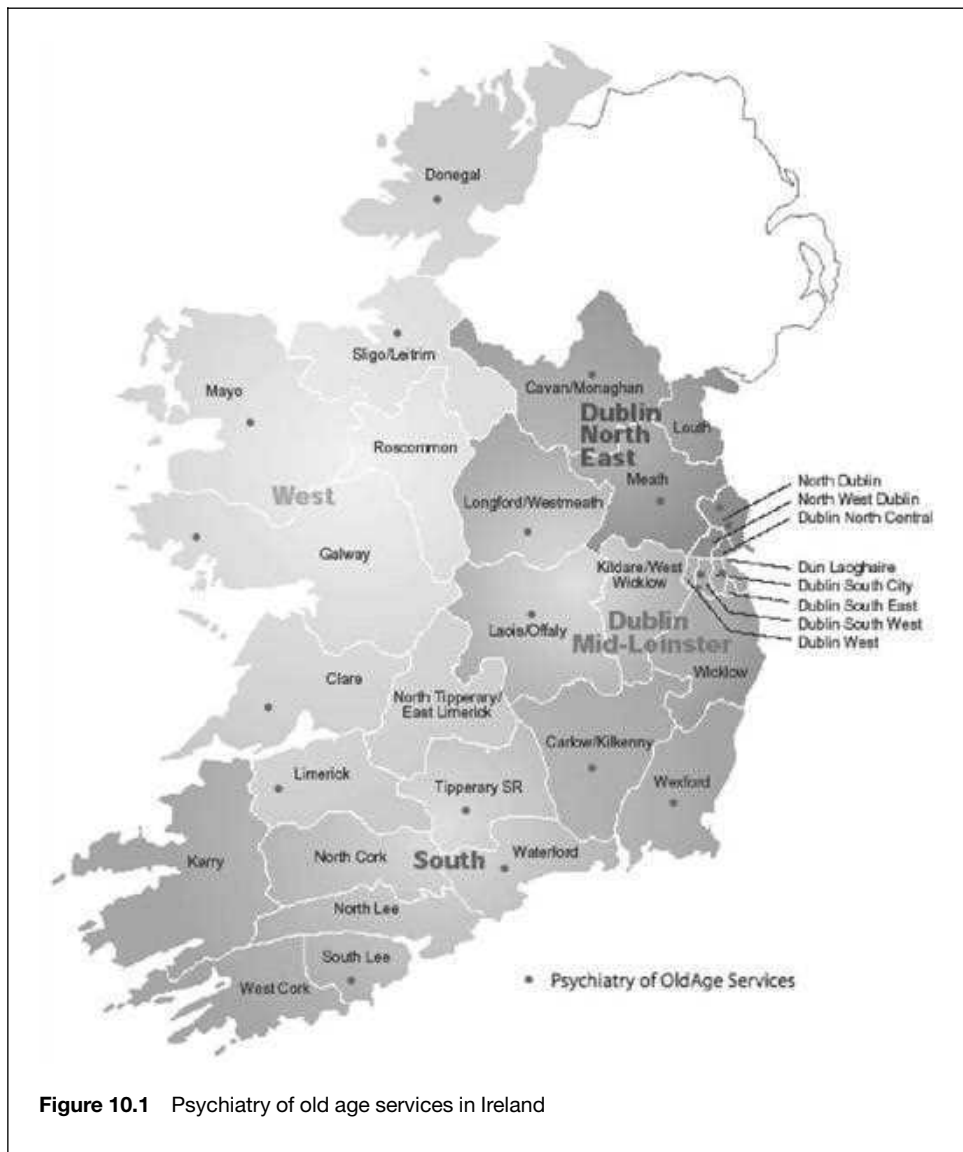 Donegal
Sligo/Leitrim
Mayo
Roscommon
West
Galway
Cavan/Monaghan
Dublin
North
East
Louth
Meath
Longford/Westmeath
North Dublin
North West Dublin
Dublin North Central
Dun Laoghaire
Dublin South City
Dublin South East
Dublin South West
Dublin West
Kildare/West
Wicklow
Laois/Offaly
Dublin
Mid-Leinster
Wicklow
Clare
North Tipperary/
East Limerick
Carlow/Kilkenny
Wexford
Limerick
Tipperary SR
Kerry
North Cork
South
Waterford
North Lee
South Lee
West Cork
Psychiatry of OldAge Services
Figure 10.1 Psychiatry of old age services in Ireland